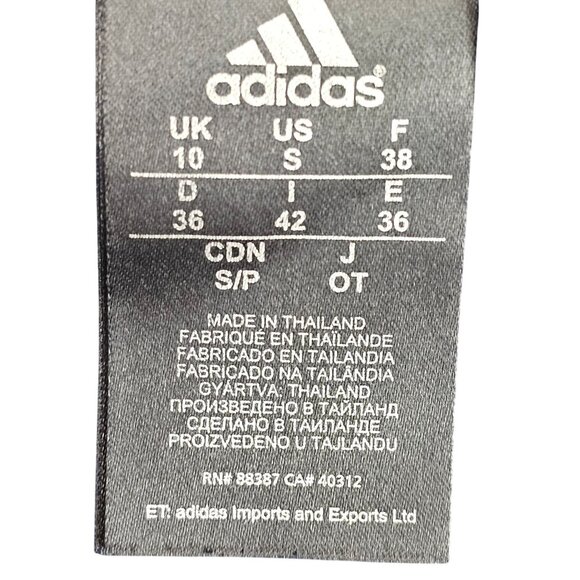 adidas®
UK US F
10 S 38
D I E
36 42 36
CDN J
S/P OT
MADE IN THAILAND
FABRIQUÉ EN THAÏLANDE
FABRICADO EN TAILANDIA
FABRICADO NA TAILÂNDIA
GYÁRTVA: THAILAND
ПРОИЗВЕДЕНО В ТАЙЛАНД
СДЕЛАНО В ТАИЛАНДЕ
PROIZVEDENO U TAJLANDU
RN# 88387 CA# 40312
ET: adidas Imports and Exports Ltd